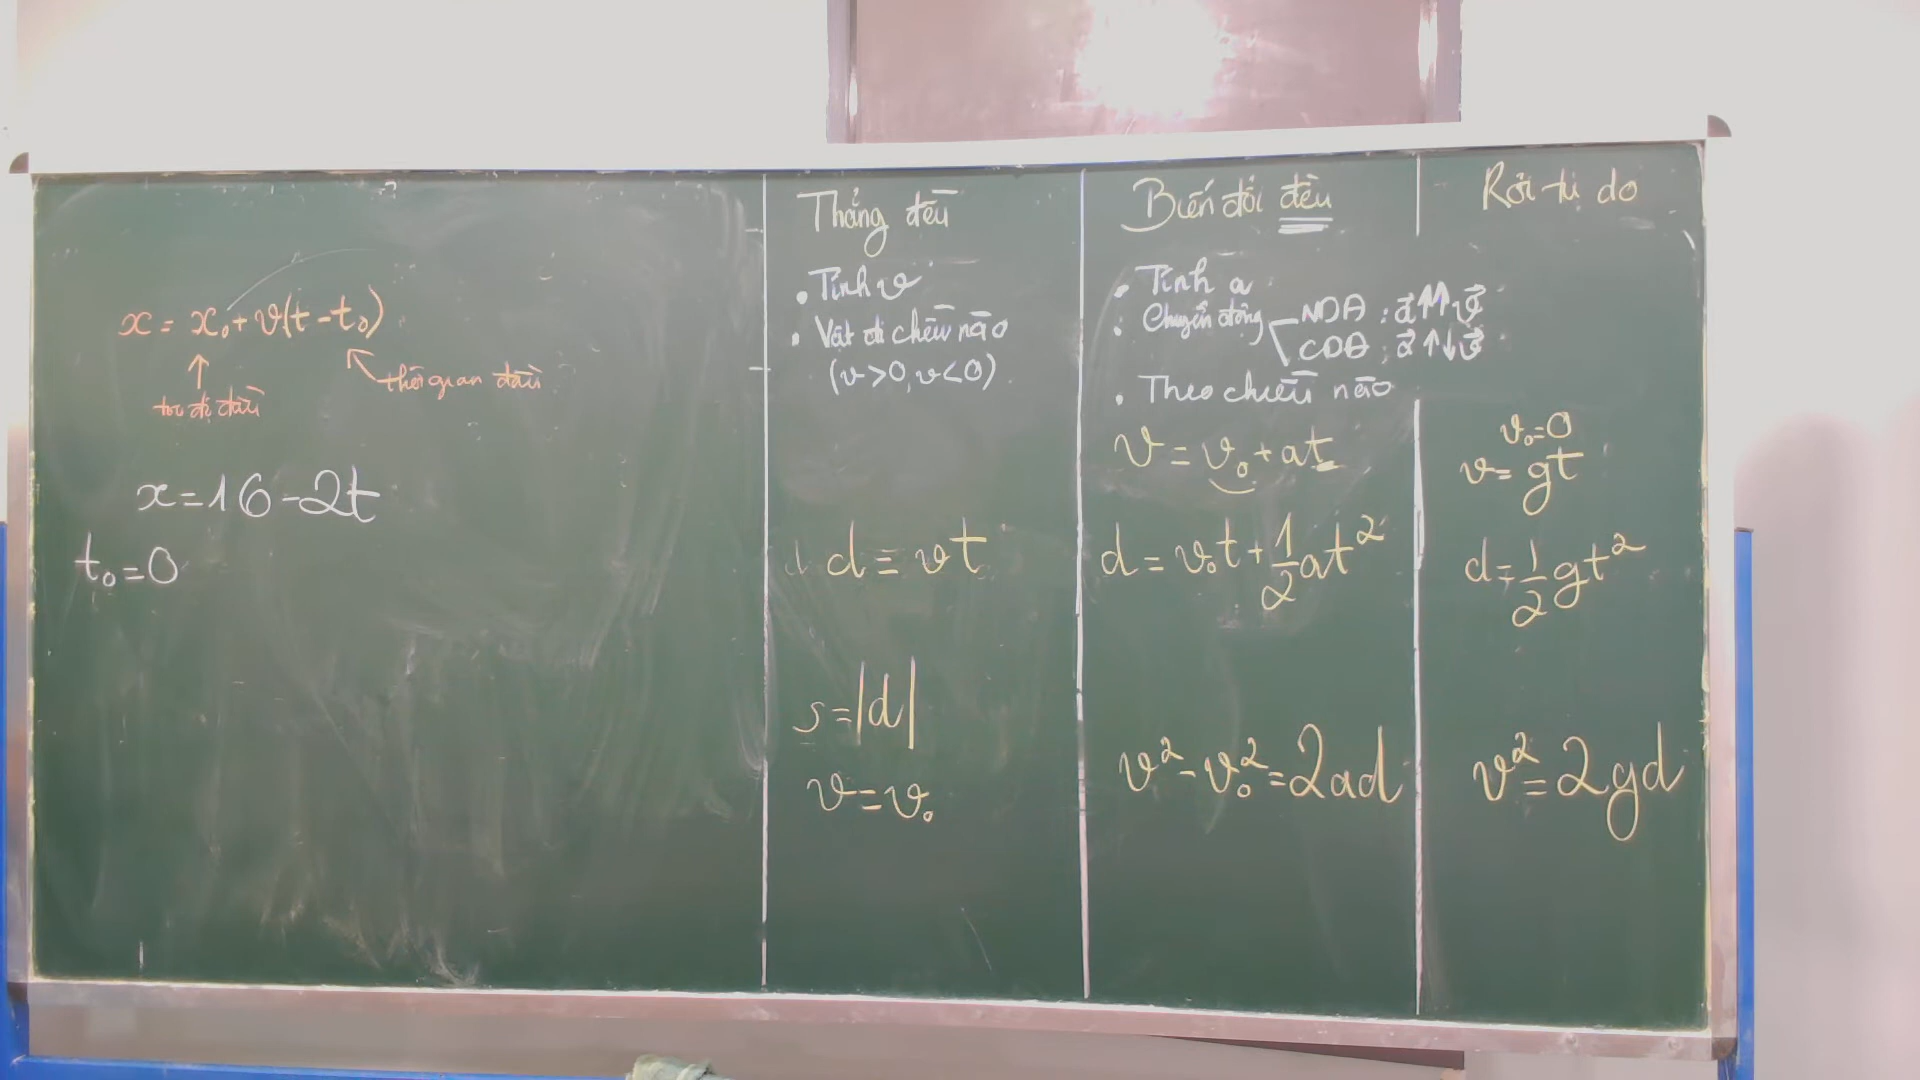 x = x₀ + v(t - t₀)
thời gian đầu
toạ độ đầu
x = 16 - 2t
t₀ = 0
Thẳng đều
• Tính v
• Vật đi chều nào
(v > 0, v < 0)
d = vt
s = |d|
v = v₀
Biến đổi đều
• Tính a
• Chuyển động
NDĐ : a⃗ ↑↑ v⃗
CDĐ : a⃗ ↑↓ v⃗
• Theo chiều nào
v = v₀ + at
d = v₀t + 1/2 at²
v² - v₀² = 2ad
Rơi tự do
v₀ = 0
v = gt
d = 1/2 gt²
v² = 2gd